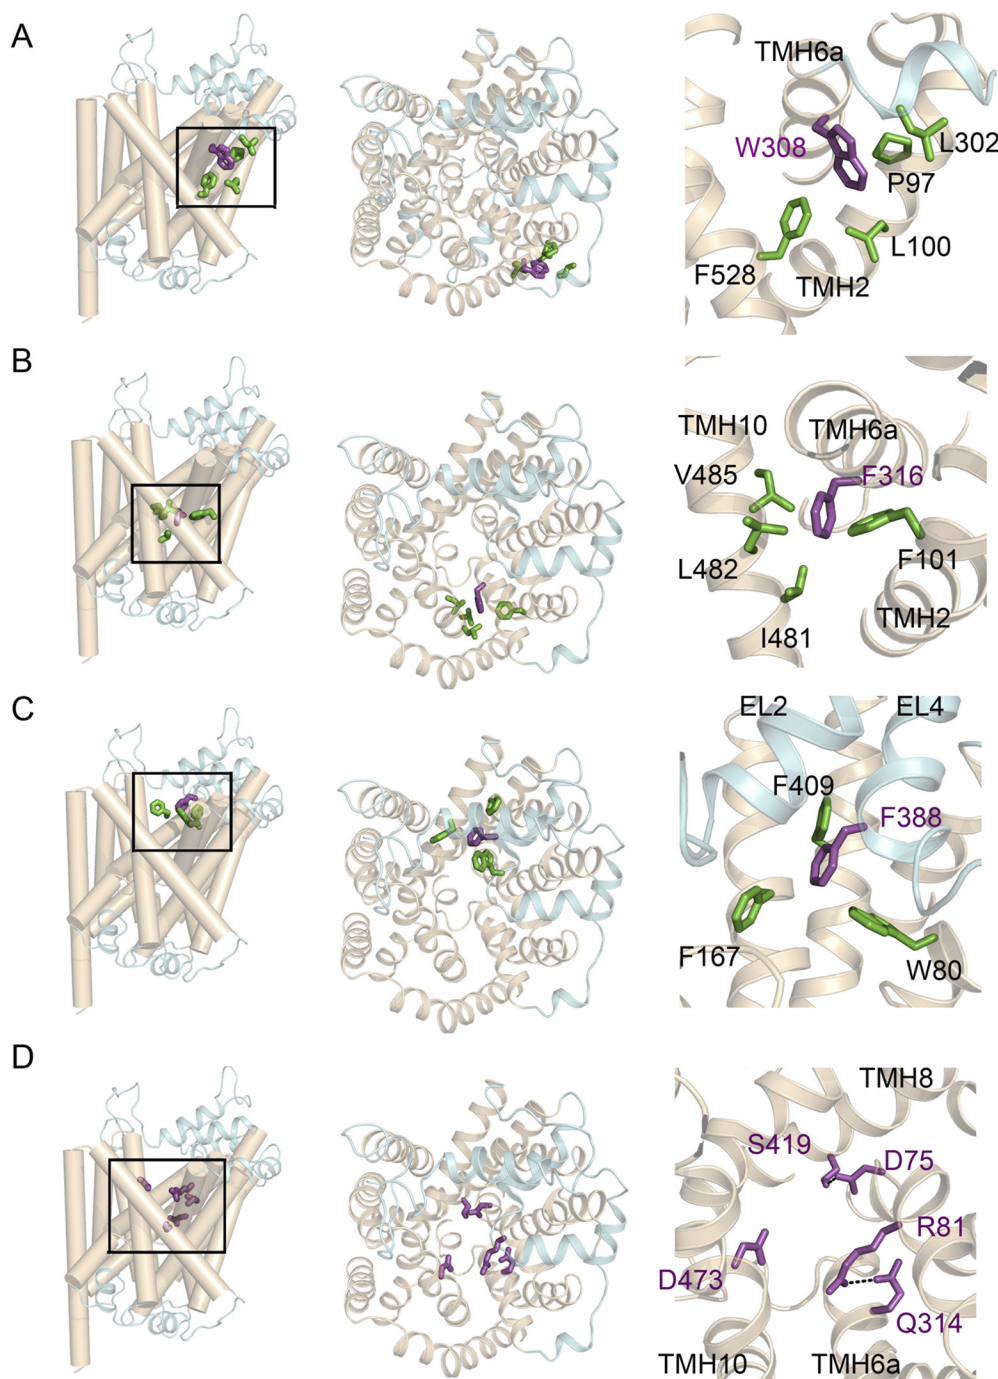 A
TMH6a
W308
L302
P97
L100
F528
TMH2
B
TMH10
TMH6a
V485
F316
L482
F101
I481
TMH2
C
EL2
EL4
F409
F388
F167
W80
D
TMH8
S419
D75
R81
D473
Q314
TMH10
TMH6a